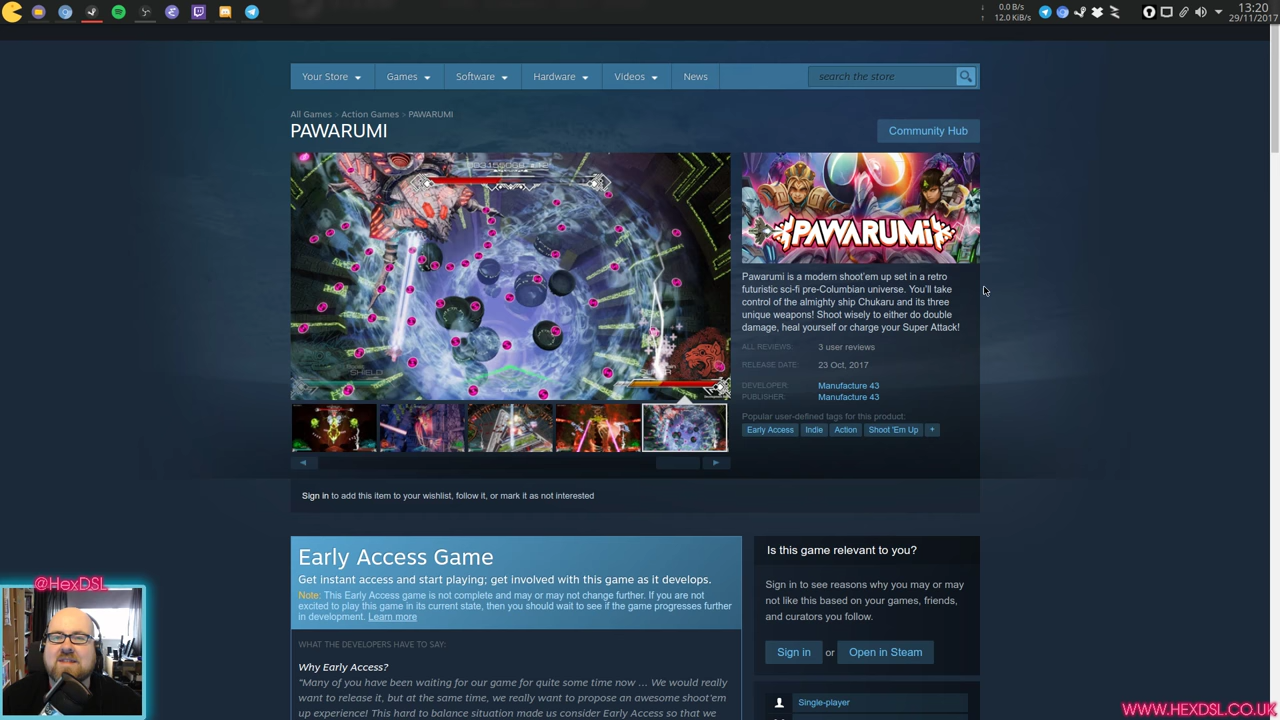 0.0 B/s
12.0 KiB/s
13:20
29/11/2017
Your Store
Games
Software
Hardware
Videos
News
search the store
All Games > Action Games > PAWARUMI
PAWARUMI
Community Hub
SHIELD
PAWARUMI
Pawarumi is a modern shoot'em up set in a retro
futuristic sci-fi pre-Columbian universe. You'll take
control of the almighty ship Chukaru and its three
unique weapons! Shoot wisely to either do double
damage, heal yourself or charge your Super Attack!
ALL REVIEWS: 3 user reviews
RELEASE DATE: 23 Oct, 2017
DEVELOPER: Manufacture 43
PUBLISHER: Manufacture 43
Popular user-defined tags for this product:
Early Access Indie Action Shoot 'Em Up +
Sign in to add this item to your wishlist, follow it, or mark it as not interested
Early Access Game
Get instant access and start playing; get involved with this game as it develops.
Note: This Early Access game is not complete and may or may not change further. If you are not
excited to play this game in its current state, then you should wait to see if the game progresses further
in development. Learn more
WHAT THE DEVELOPERS HAVE TO SAY:
Why Early Access?
"Many of you have been waiting for our game for quite some time now ... We would really
want to release it, but at the same time, we really want to propose an awesome shoot'em
up experience! This hard to balance situation made us consider Early Access so that we
Is this game relevant to you?
Sign in to see reasons why you may or may
not like this based on your games, friends,
and curators you follow.
Sign in or Open in Steam
Single-player
@HexDSL
WWW.HEXDSL.CO.UK